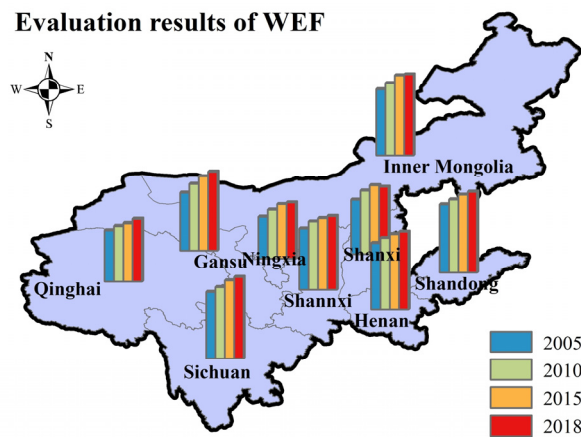 Evaluation results of WEF
N
W E
S
Inner Mongolia
Gansu
Ningxia
Shanxi
Qinghai
Shannxi
Shandong
Henan
Sichuan
2005
2010
2015
2018